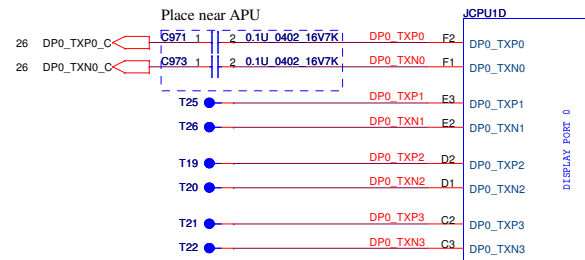 Place near APU
JCPU1D
26 DP0_TXP0_C C971 1 2 0.1U_0402_16V7K DP0_TXP0 F2 DP0_TXP0
26 DP0_TXN0_C C973 1 2 0.1U_0402_16V7K DP0_TXN0 F1 DP0_TXN0
T25 DP0_TXP1 E3 DP0_TXP1
T26 DP0_TXN1 E2 DP0_TXN1
T19 DP0_TXP2 D2 DP0_TXP2
T20 DP0_TXN2 D1 DP0_TXN2
T21 DP0_TXP3 C2 DP0_TXP3
T22 DP0_TXN3 C3 DP0_TXN3
DISPLAY PORT 0